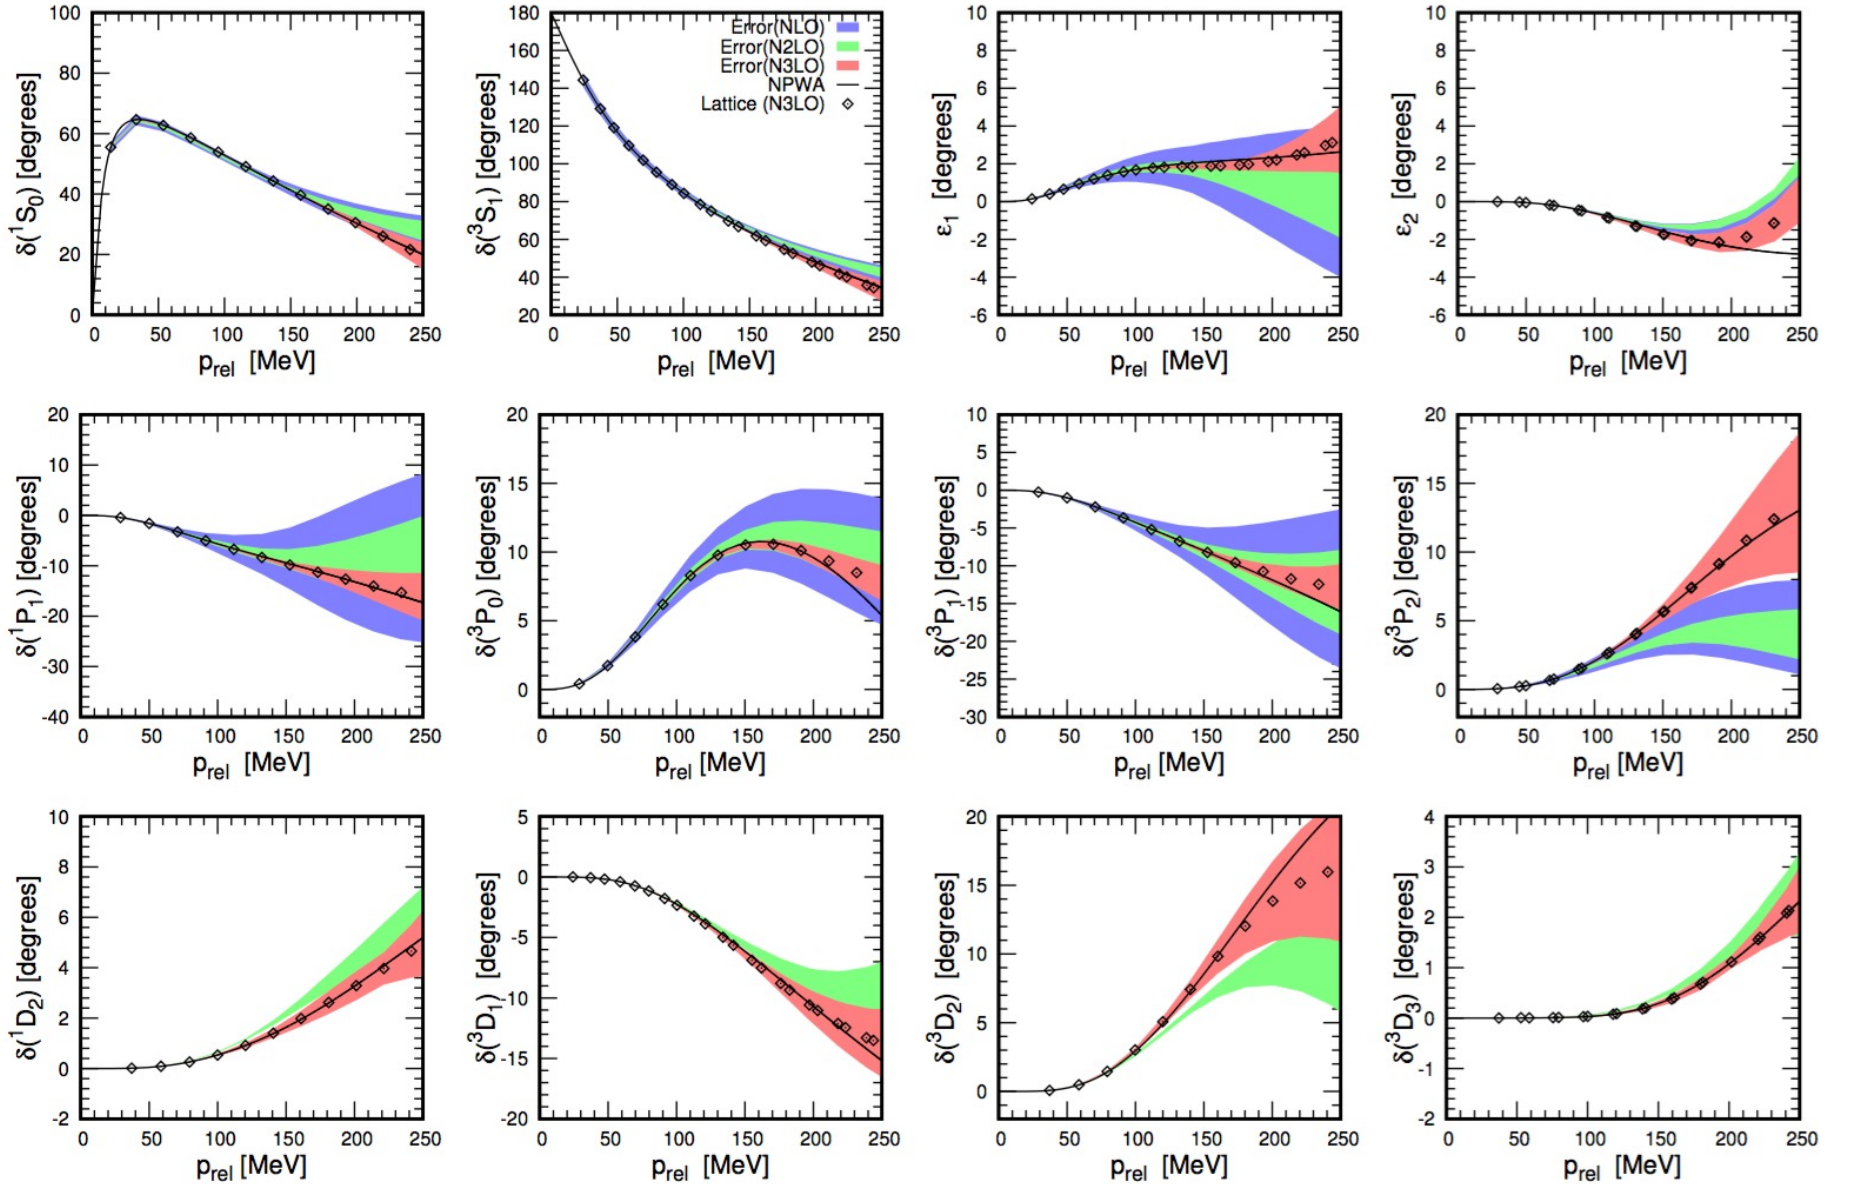 100
80
60
40
20
0
δ(¹S₀) [degrees]
0 50 100 150 200 250
p_rel [MeV]
180
160
140
120
100
80
60
40
20
δ(³S₁) [degrees]
Error(NLO)
Error(N2LO)
Error(N3LO)
NPWA
Lattice (N3LO)
0 50 100 150 200 250
p_rel [MeV]
10
8
6
4
2
0
-2
-4
-6
ε₁ [degrees]
0 50 100 150 200 250
p_rel [MeV]
10
8
6
4
2
0
-2
-4
-6
ε₂ [degrees]
0 50 100 150 200 250
p_rel [MeV]
20
10
0
-10
-20
-30
-40
δ(¹P₁) [degrees]
0 50 100 150 200 250
p_rel [MeV]
20
15
10
5
0
δ(³P₀) [degrees]
0 50 100 150 200 250
p_rel [MeV]
10
5
0
-5
-10
-15
-20
-25
-30
δ(³P₁) [degrees]
0 50 100 150 200 250
p_rel [MeV]
20
15
10
5
0
δ(³P₂) [degrees]
0 50 100 150 200 250
p_rel [MeV]
10
8
6
4
2
0
-2
δ(¹D₂) [degrees]
0 50 100 150 200 250
p_rel [MeV]
5
0
-5
-10
-15
-20
δ(³D₁) [degrees]
0 50 100 150 200 250
p_rel [MeV]
20
15
10
5
0
δ(³D₂) [degrees]
0 50 100 150 200 250
p_rel [MeV]
4
3
2
1
0
-1
-2
δ(³D₃) [degrees]
0 50 100 150 200 250
p_rel [MeV]